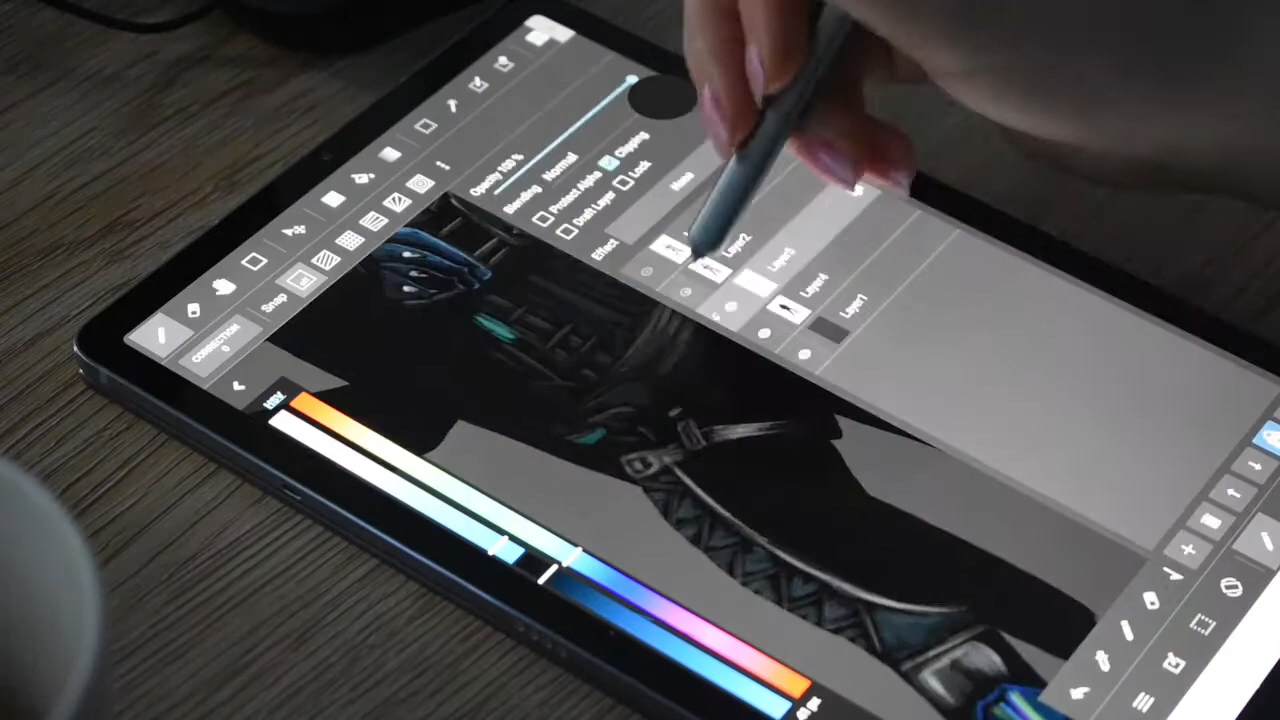 Opacity 100 %
Blending Normal
Protect Alpha Clipping
Draft Layer Lock
Effect None
Layer2
Layer5
Layer4
Layer1
Snap
CORRECTION
0
HSV